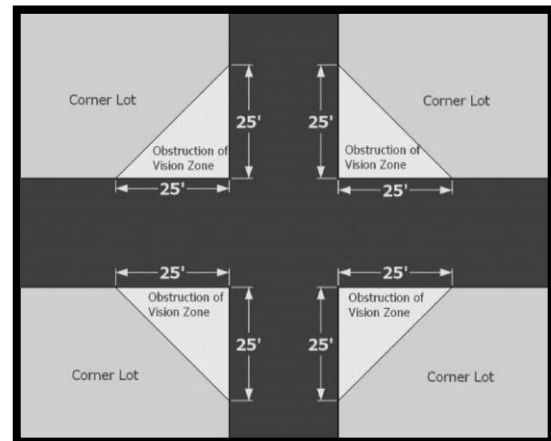 Corner Lot
Corner Lot
25'
25'
Obstruction of
Vision Zone
Obstruction of
Vision Zone
25'
25'
25'
25'
Obstruction of
Vision Zone
Obstruction of
Vision Zone
25'
25'
Corner Lot
Corner Lot